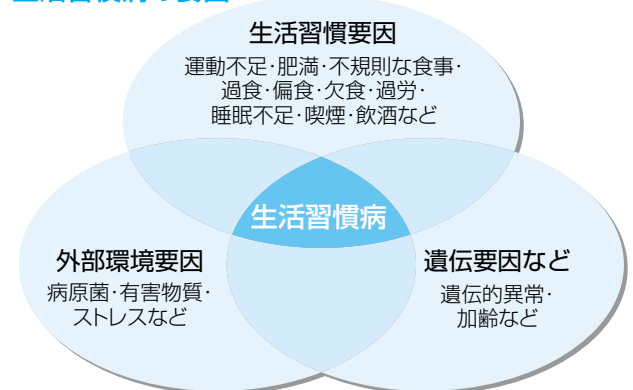 生活習慣要因
運動不足･肥満･不規則な食事･
過食･偏食･欠食･過労･
睡眠不足･喫煙･飲酒など
生活習慣病
外部環境要因
病原菌･有害物質･
ストレスなど
遺伝要因など
遺伝的異常･
加齢など